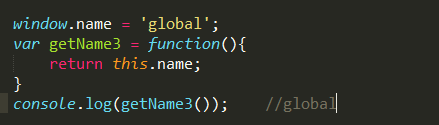 window.name = 'global';
var getName3 = function(){
    return this.name;
}
console.log(getName3());    //global